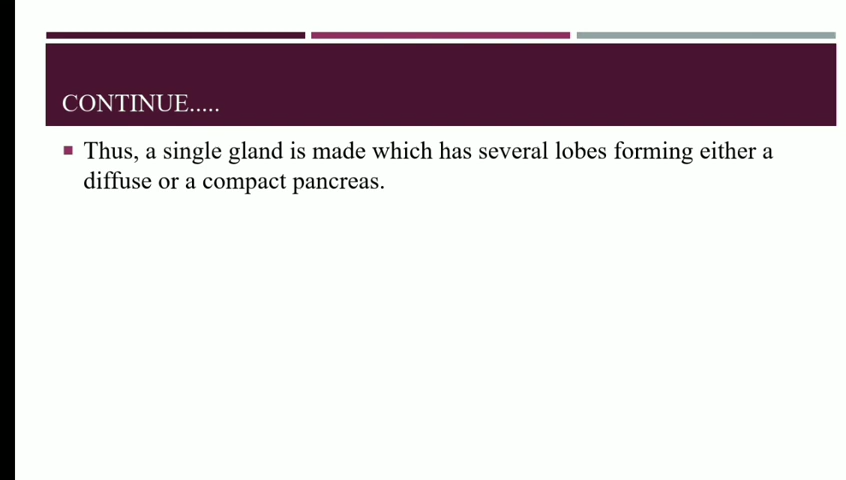 CONTINUE.....
Thus, a single gland is made which has several lobes forming either a
diffuse or a compact pancreas.